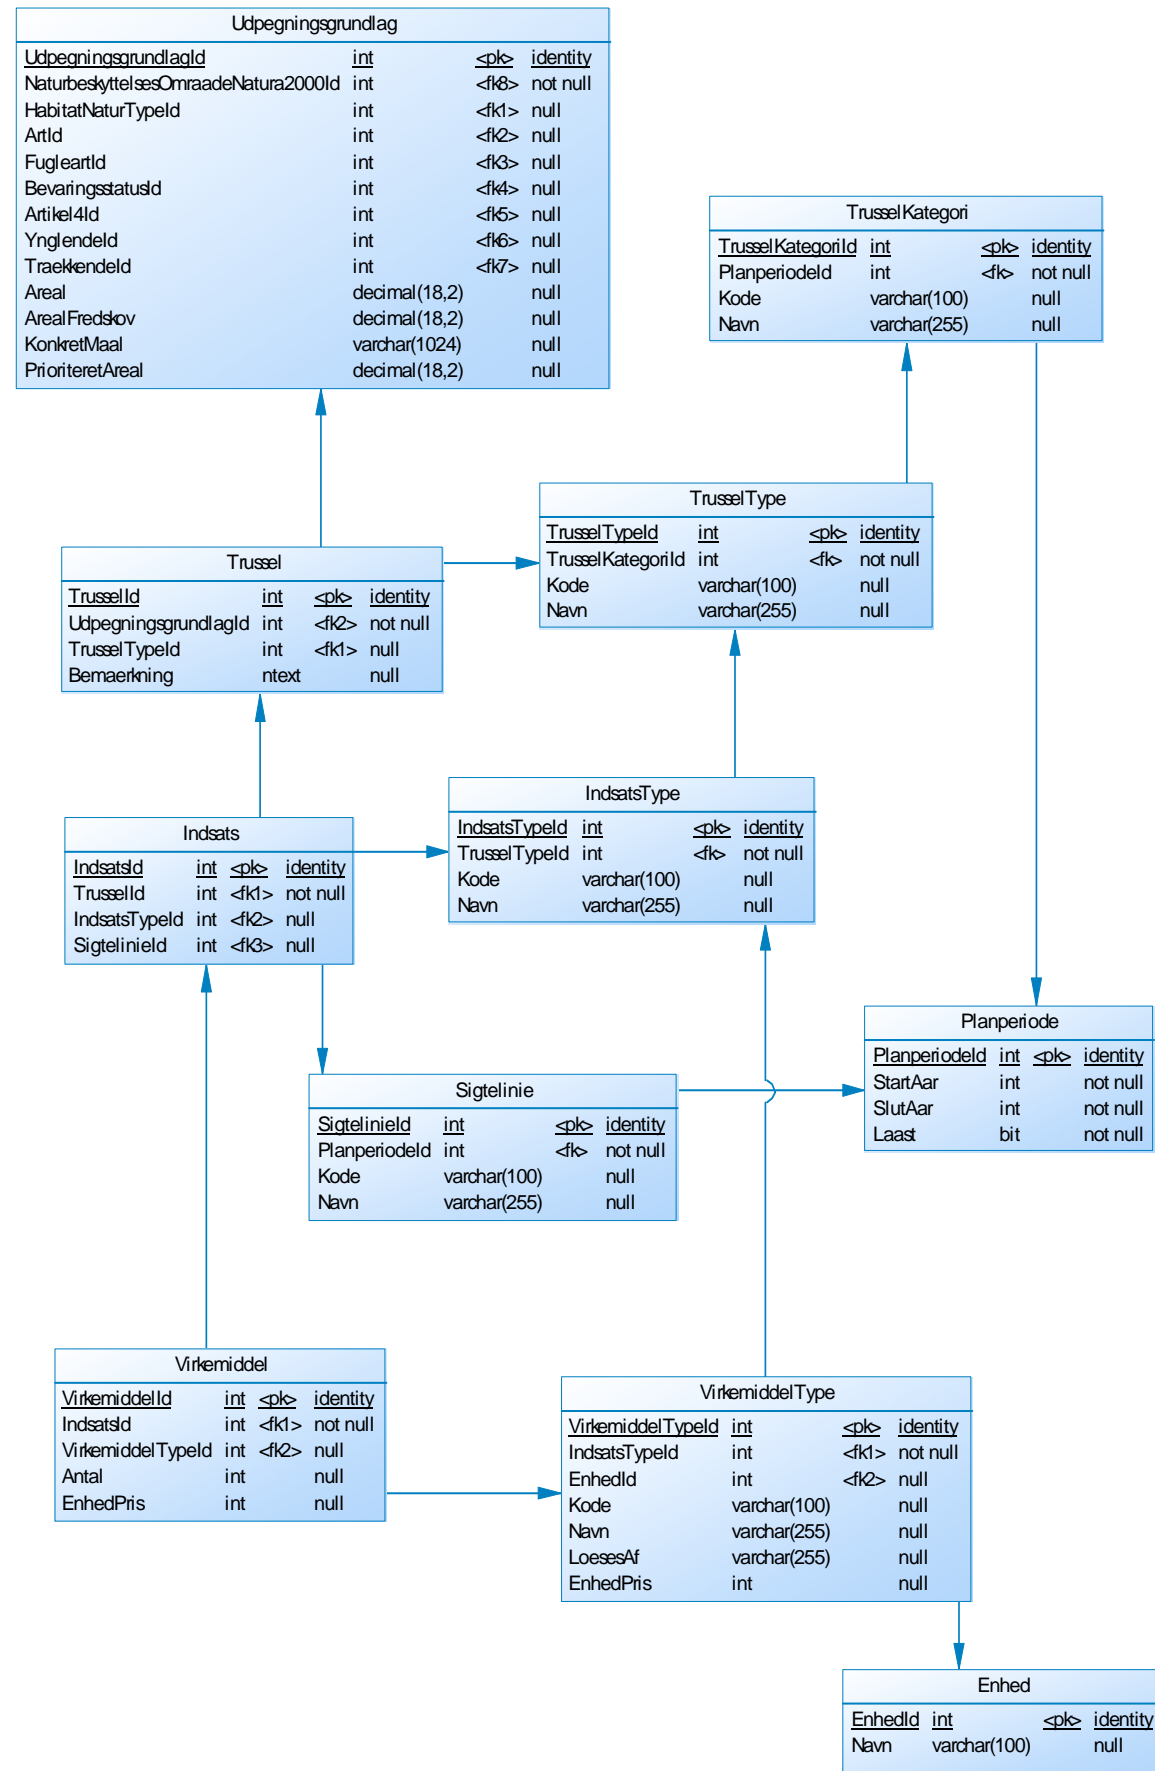 Udpegningsgrundlag
UdpegningsgrundlagId int <pk> identity
NaturbeskyttelsesOmraadeNatura2000Id int <fk8> not null
HabitatNaturTypeId int <fk1> null
ArtId int <fk2> null
FugleartId int <fk3> null
BevaringsstatusId int <fk4> null
Artikel4Id int <fk5> null
YnglendeId int <fk6> null
TraekkendeId int <fk7> null
Areal decimal(18,2) null
ArealFredskov decimal(18,2) null
KonkretMaal varchar(1024) null
PrioriteretAreal decimal(18,2) null
TrusselKategori
TrusselKategoriId int <pk> identity
PlanperiodeId int <fk> not null
Kode varchar(100) null
Navn varchar(255) null
TrusselType
TrusselTypeId int <pk> identity
TrusselKategoriId int <fk> not null
Kode varchar(100) null
Navn varchar(255) null
Trussel
TrusselId int <pk> identity
UdpegningsgrundlagId int <fk2> not null
TrusselTypeId int <fk1> null
Bemaerkning ntext null
IndsatsType
IndsatsTypeId int <pk> identity
TrusselTypeId int <fk> not null
Kode varchar(100) null
Navn varchar(255) null
Indsats
IndsatsId int <pk> identity
TrusselId int <fk1> not null
IndsatsTypeId int <fk2> null
SigtelinieId int <fk3> null
Planperiode
PlanperiodeId int <pk> identity
StartAar int not null
SlutAar int not null
Laast bit not null
Sigtelinie
SigtelinieId int <pk> identity
PlanperiodeId int <fk> not null
Kode varchar(100) null
Navn varchar(255) null
Virkemiddel
VirkemiddelId int <pk> identity
IndsatsId int <fk1> not null
VirkemiddelTypeId int <fk2> null
Antal int null
EnhedPris int null
VirkemiddelType
VirkemiddelTypeId int <pk> identity
IndsatsTypeId int <fk1> not null
EnhedId int <fk2> null
Kode varchar(100) null
Navn varchar(255) null
LoesesAf varchar(255) null
EnhedPris int null
Enhed
EnhedId int <pk> identity
Navn varchar(100) null